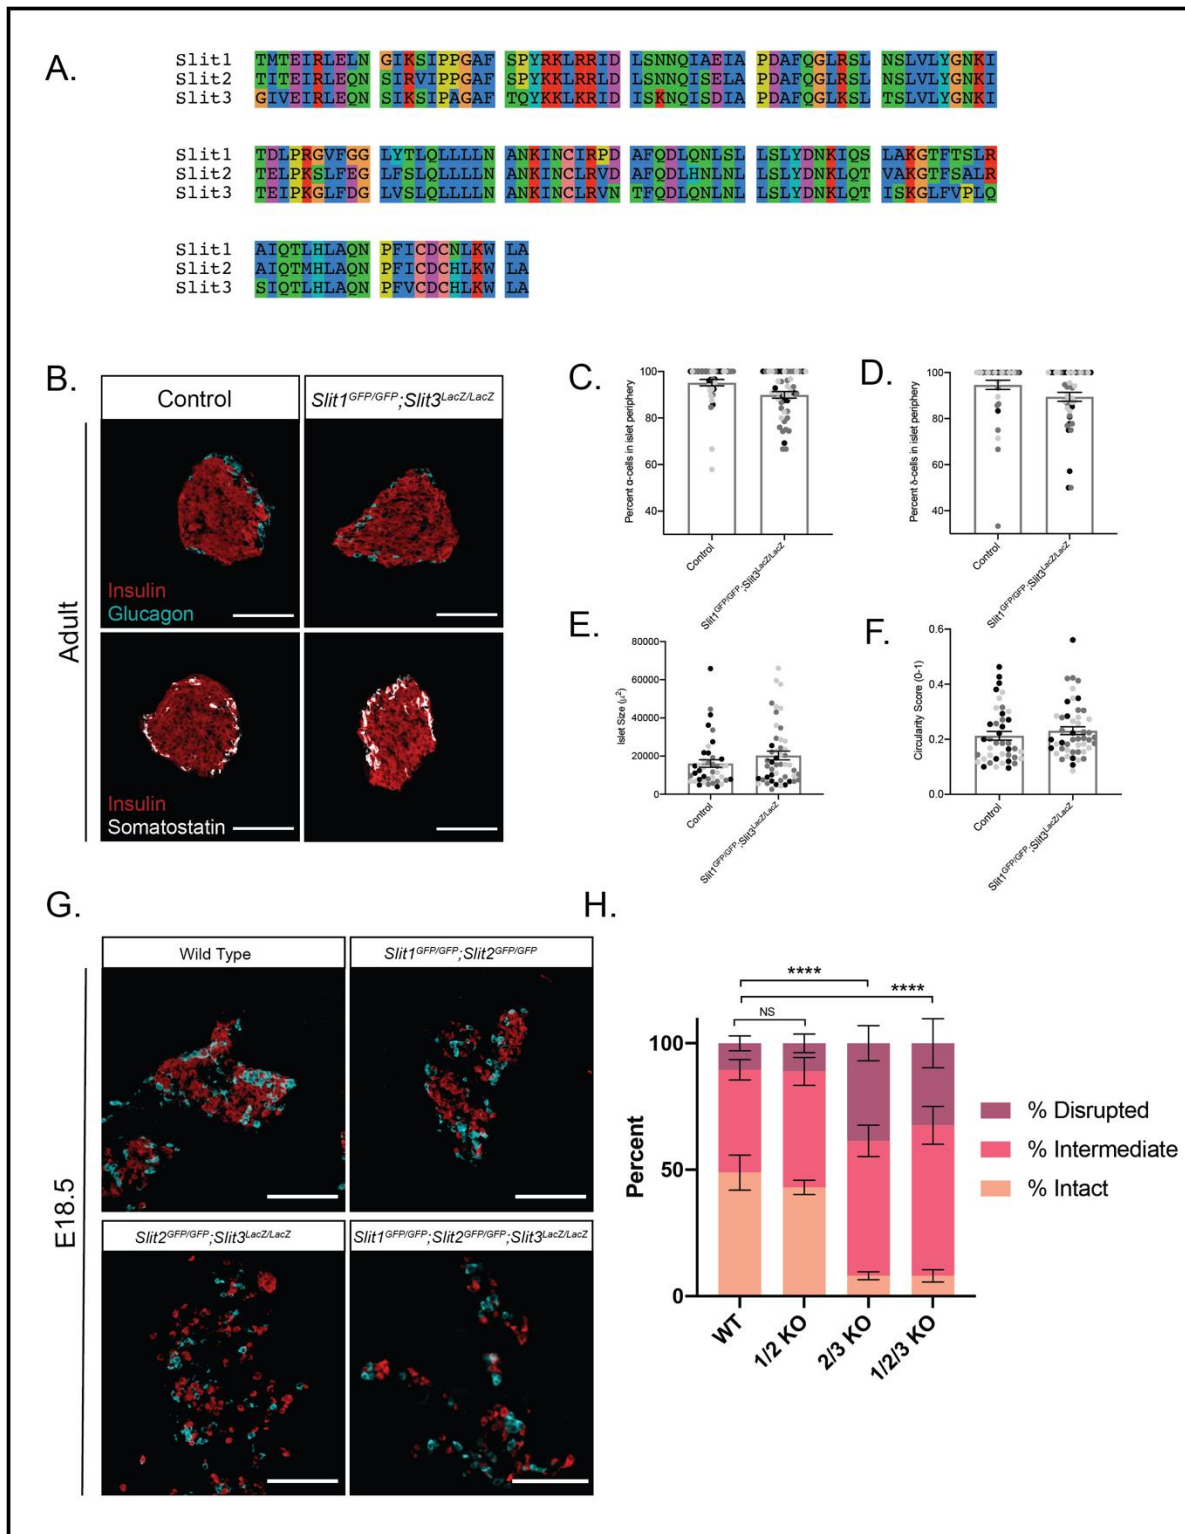 A.
Slit1 TMTEIRLELN GIKSIPPGAF SPYRKLRRID LSNNQIAEIA PDAFQGLRSL NSLVLYGNKI
Slit2 TITEIRLEQN SIRVIPPGAF SPYKKLRRLD LSNNQISELA PDAFQGLRSL NSLVLYGNKI
Slit3 GIVEIRLEQN SIKSIPAGAF TQYKKLKRID ISKNQISDIA PDAFQGLKSL TSLVLYGNKI
Slit1 TDLPRGVFGG LYTLQLLLLN ANKINCIRPD AFQDLQNLSL LSLYDNKIQS LAKGTFTSLR
Slit2 TELPKSLFEG LFSLQLLLLN ANKINCLRVD AFQDLHNLNL LSLYDNKLQT VAKGTFSALR
Slit3 TEIPKGLFDG LVSLQLLLLN ANKINCLRVN TFQDLQNLNL LSLYDNKLQT ISKGLFVPLQ
Slit1 AIQTLHLAQN PFICDCNLKW LA
Slit2 AIQTMHLAQN PFICDCHLKW LA
Slit3 SIQTLHLAQN PFVCDCHLKW LA
B.
Control
Slit1GFP/GFP;Slit3LacZ/LacZ
Adult
Insulin
Glucagon
Insulin
Somatostatin
C.
Percent α-cells in islet periphery
100
80
60
40
Control
Slit1GFP/GFP;Slit3LacZ/LacZ
D.
Percent δ-cells in islet periphery
100
80
60
40
Control
Slit1GFP/GFP;Slit3LacZ/LacZ
E.
Islet Size (μ2)
80000
60000
40000
20000
0
Control
Slit1GFP/GFP;Slit3LacZ/LacZ
F.
Circularity Score (0-1)
0.6
0.4
0.2
0.0
Control
Slit1GFP/GFP;Slit3LacZ/LacZ
G.
E18.5
Wild Type
Slit1GFP/GFP;Slit2GFP/GFP
Slit2GFP/GFP;Slit3LacZ/LacZ
Slit1GFP/GFP;Slit2GFP/GFP;Slit3LacZ/LacZ
H.
****
****
NS
Percent
100
50
0
WT
1/2 KO
2/3 KO
1/2/3 KO
% Disrupted
% Intermediate
% Intact